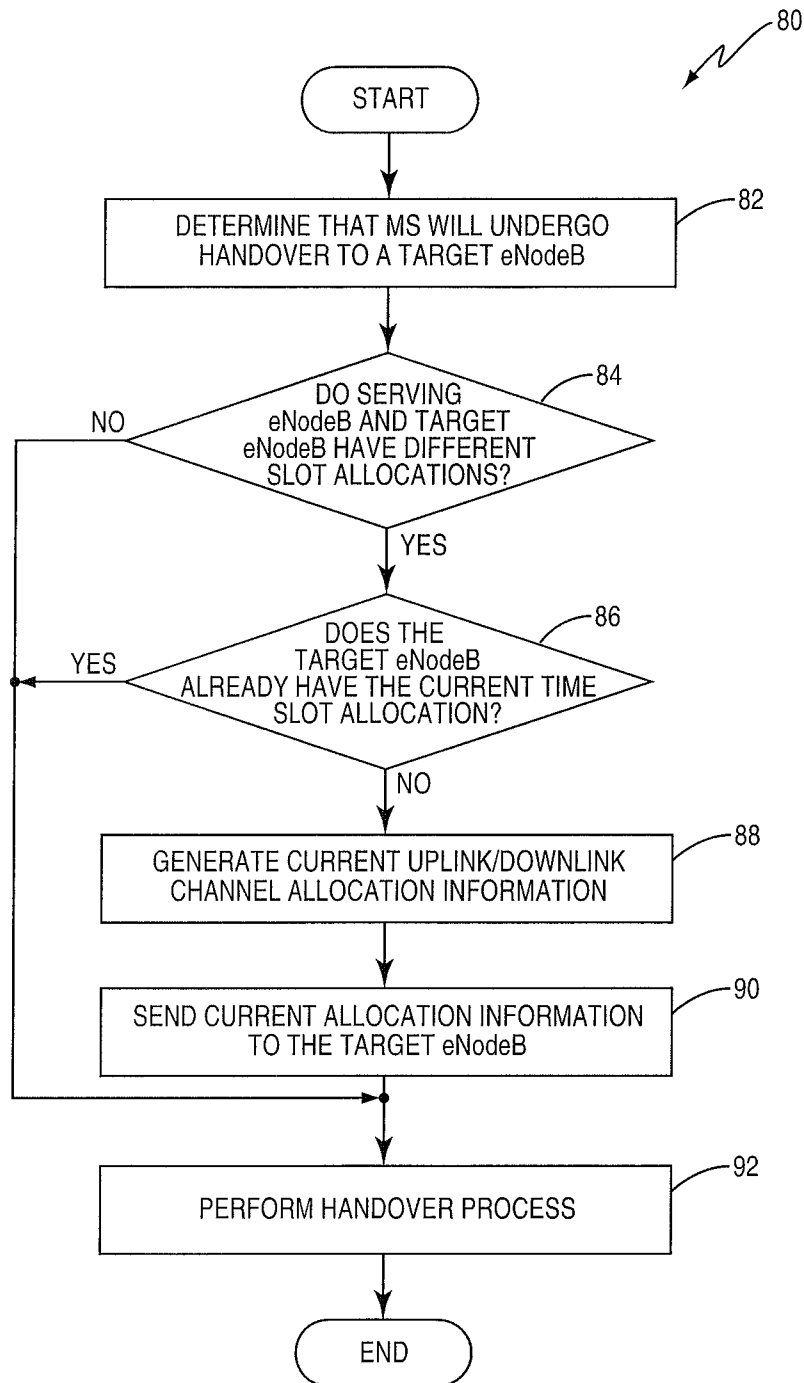 80
START
82
DETERMINE THAT MS WILL UNDERGO
HANDOVER TO A TARGET eNodeB
84
DO SERVING
eNodeB AND TARGET
eNodeB HAVE DIFFERENT
SLOT ALLOCATIONS?
NO
YES
86
DOES THE
TARGET eNodeB
ALREADY HAVE THE CURRENT TIME
SLOT ALLOCATION?
YES
NO
88
GENERATE CURRENT UPLINK/DOWNLINK
CHANNEL ALLOCATION INFORMATION
90
SEND CURRENT ALLOCATION INFORMATION
TO THE TARGET eNodeB
92
PERFORM HANDOVER PROCESS
END